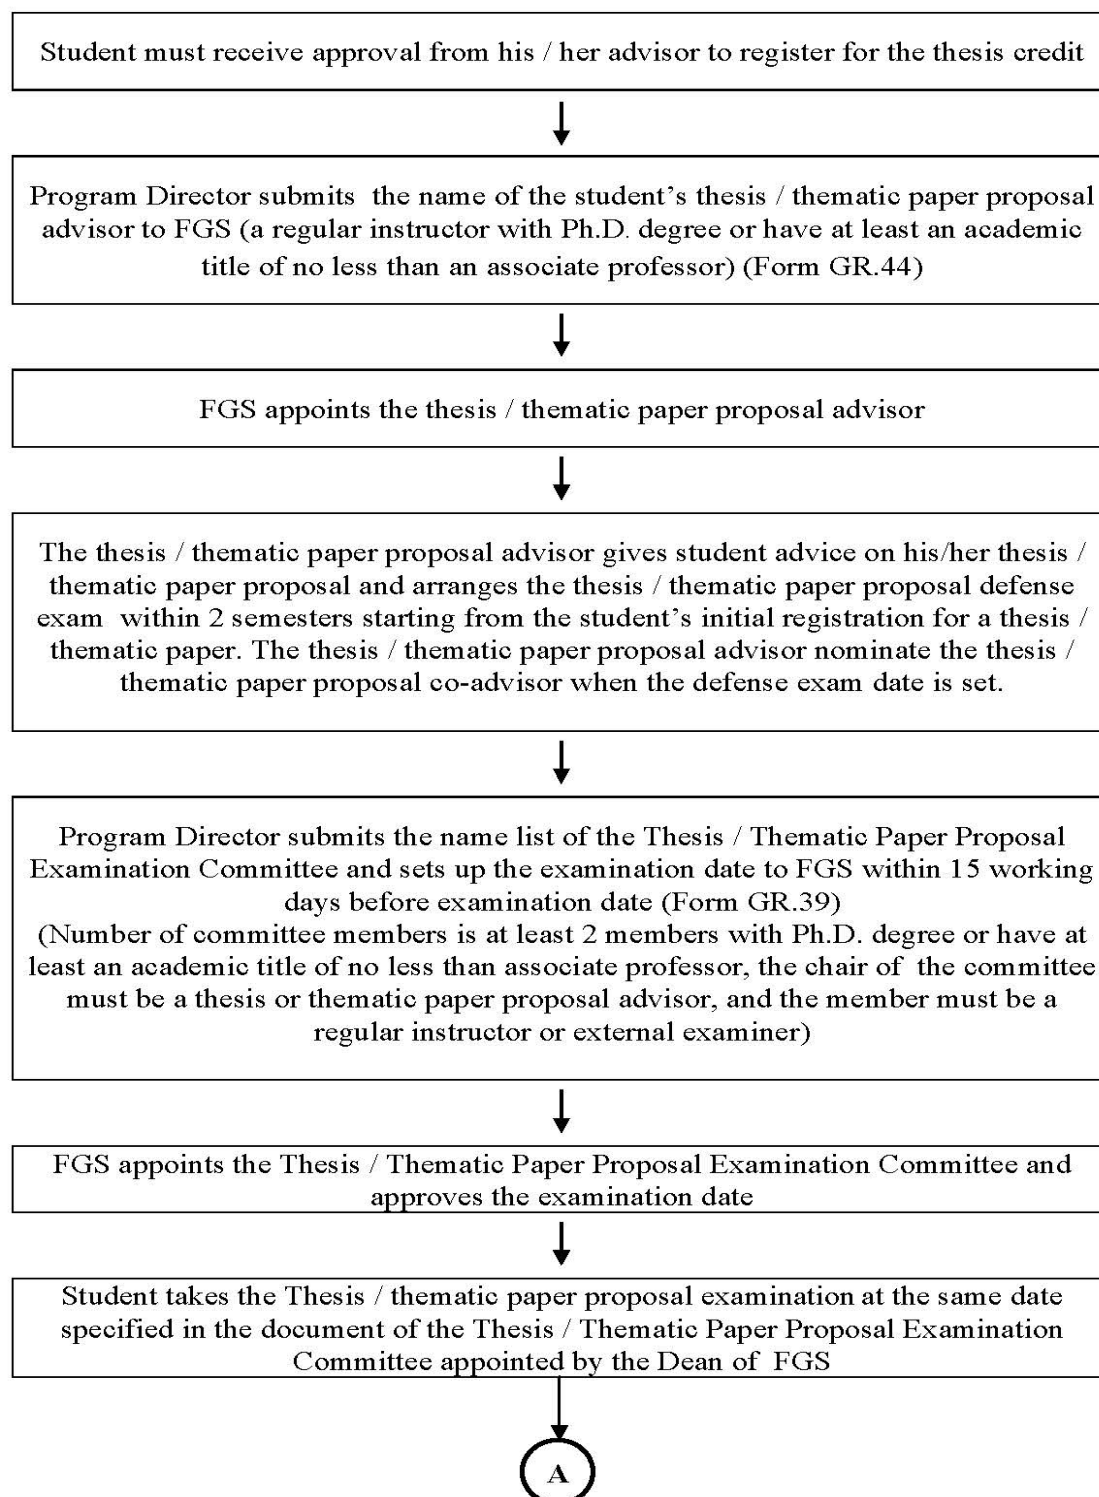 Student must receive approval from his / her advisor to register for the thesis credit
Program Director submits the name of the student's thesis / thematic paper proposal
advisor to FGS (a regular instructor with Ph.D. degree or have at least an academic
title of no less than an associate professor) (Form GR.44)
FGS appoints the thesis / thematic paper proposal advisor
The thesis / thematic paper proposal advisor gives student advice on his/her thesis /
thematic paper proposal and arranges the thesis / thematic paper proposal defense
exam within 2 semesters starting from the student's initial registration for a thesis /
thematic paper. The thesis / thematic paper proposal advisor nominate the thesis /
thematic paper proposal co-advisor when the defense exam date is set.
Program Director submits the name list of the Thesis / Thematic Paper Proposal
Examination Committee and sets up the examination date to FGS within 15 working
days before examination date (Form GR.39)
(Number of committee members is at least 2 members with Ph.D. degree or have at
least an academic title of no less than associate professor, the chair of the committee
must be a thesis or thematic paper proposal advisor, and the member must be a
regular instructor or external examiner)
FGS appoints the Thesis / Thematic Paper Proposal Examination Committee and
approves the examination date
Student takes the Thesis / thematic paper proposal examination at the same date
specified in the document of the Thesis / Thematic Paper Proposal Examination
Committee appointed by the Dean of FGS
A